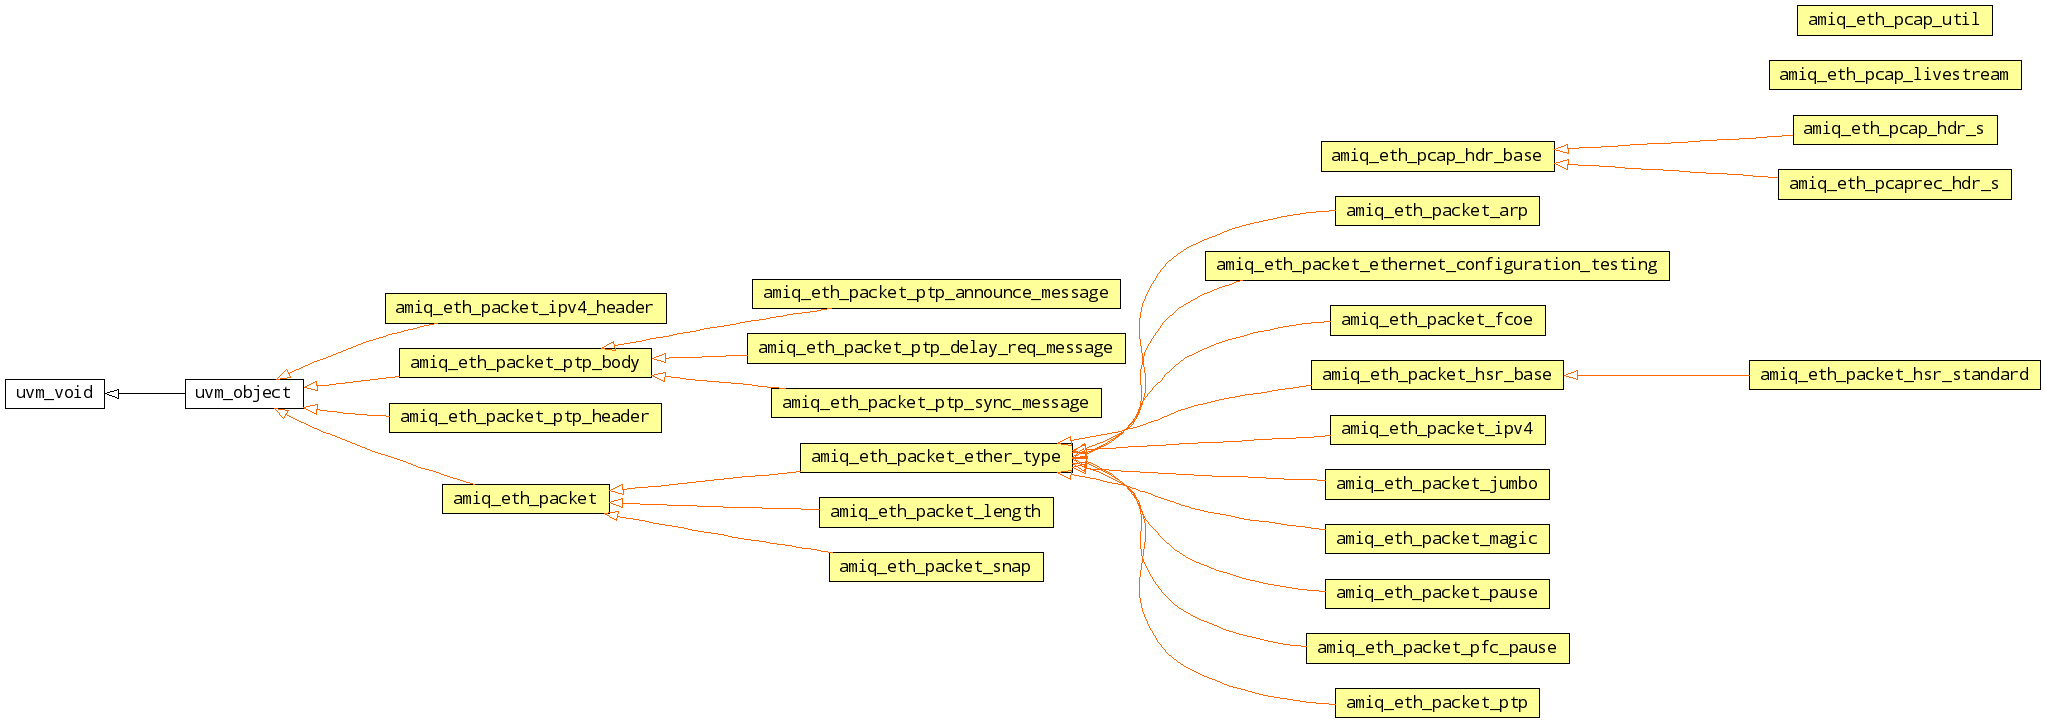 amiq_eth_pcap_util
amiq_eth_pcap_livestream
amiq_eth_pcap_hdr_s
amiq_eth_pcap_hdr_base
amiq_eth_pcaprec_hdr_s
amiq_eth_packet_arp
amiq_eth_packet_ethernet_configuration_testing
amiq_eth_packet_ptp_announce_message
amiq_eth_packet_ipv4_header
amiq_eth_packet_fcoe
amiq_eth_packet_ptp_delay_req_message
amiq_eth_packet_ptp_body
amiq_eth_packet_hsr_base
amiq_eth_packet_hsr_standard
uvm_void
uvm_object
amiq_eth_packet_ptp_sync_message
amiq_eth_packet_ptp_header
amiq_eth_packet_ipv4
amiq_eth_packet_ether_type
amiq_eth_packet_jumbo
amiq_eth_packet
amiq_eth_packet_length
amiq_eth_packet_magic
amiq_eth_packet_snap
amiq_eth_packet_pause
amiq_eth_packet_pfc_pause
amiq_eth_packet_ptp